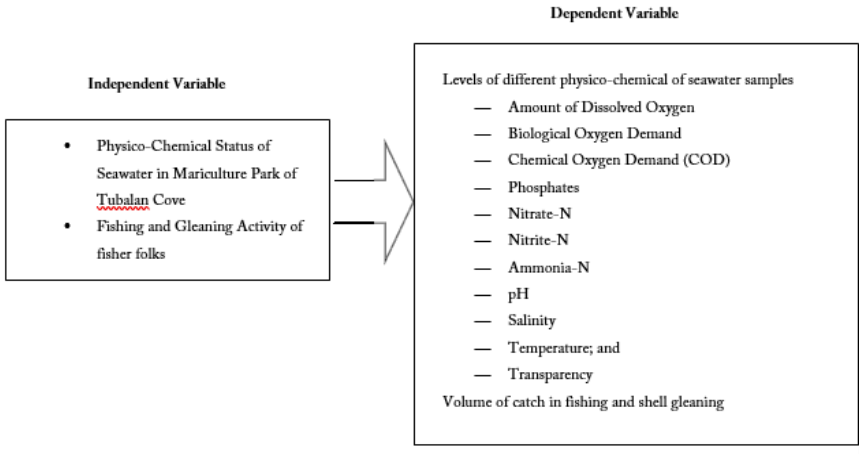 Dependent Variable
Independent Variable
• Physico-Chemical Status of
Seawater in Mariculture Park of
Tubalan Cove
• Fishing and Gleaning Activity of
fisher folks
Levels of different physico-chemical of seawater samples
— Amount of Dissolved Oxygen
— Biological Oxygen Demand
— Chemical Oxygen Demand (COD)
— Phosphates
— Nitrate-N
— Nitrite-N
— Ammonia-N
— pH
— Salinity
— Temperature; and
— Transparency
Volume of catch in fishing and shell gleaning